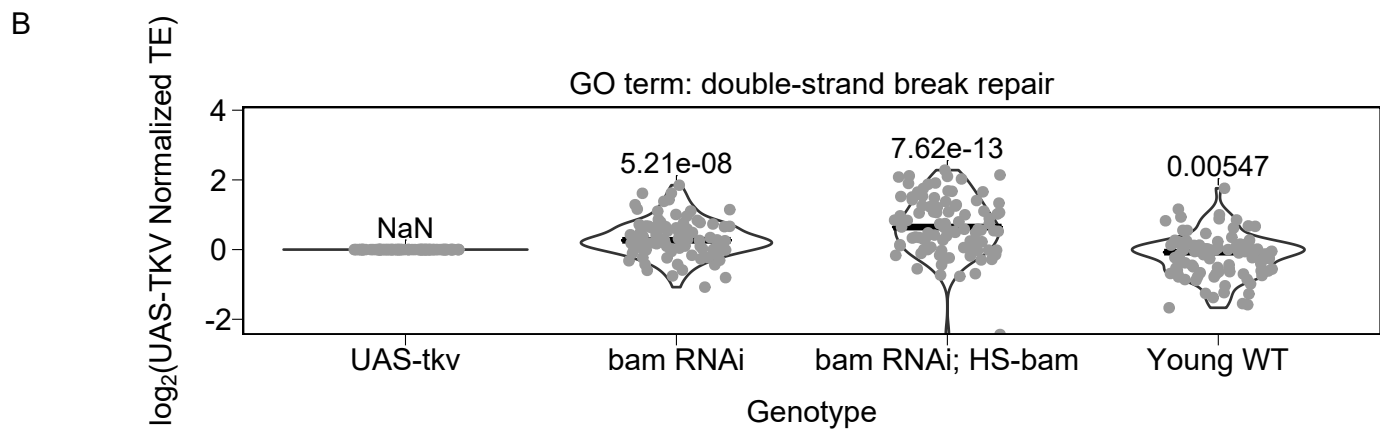 B
GO term: double-strand break repair
log₂(UAS-TKV Normalized TE)
4
2
0
-2
NaN
5.21e-08
7.62e-13
0.00547
UAS-tkv
bam RNAi
bam RNAi; HS-bam
Young WT
Genotype